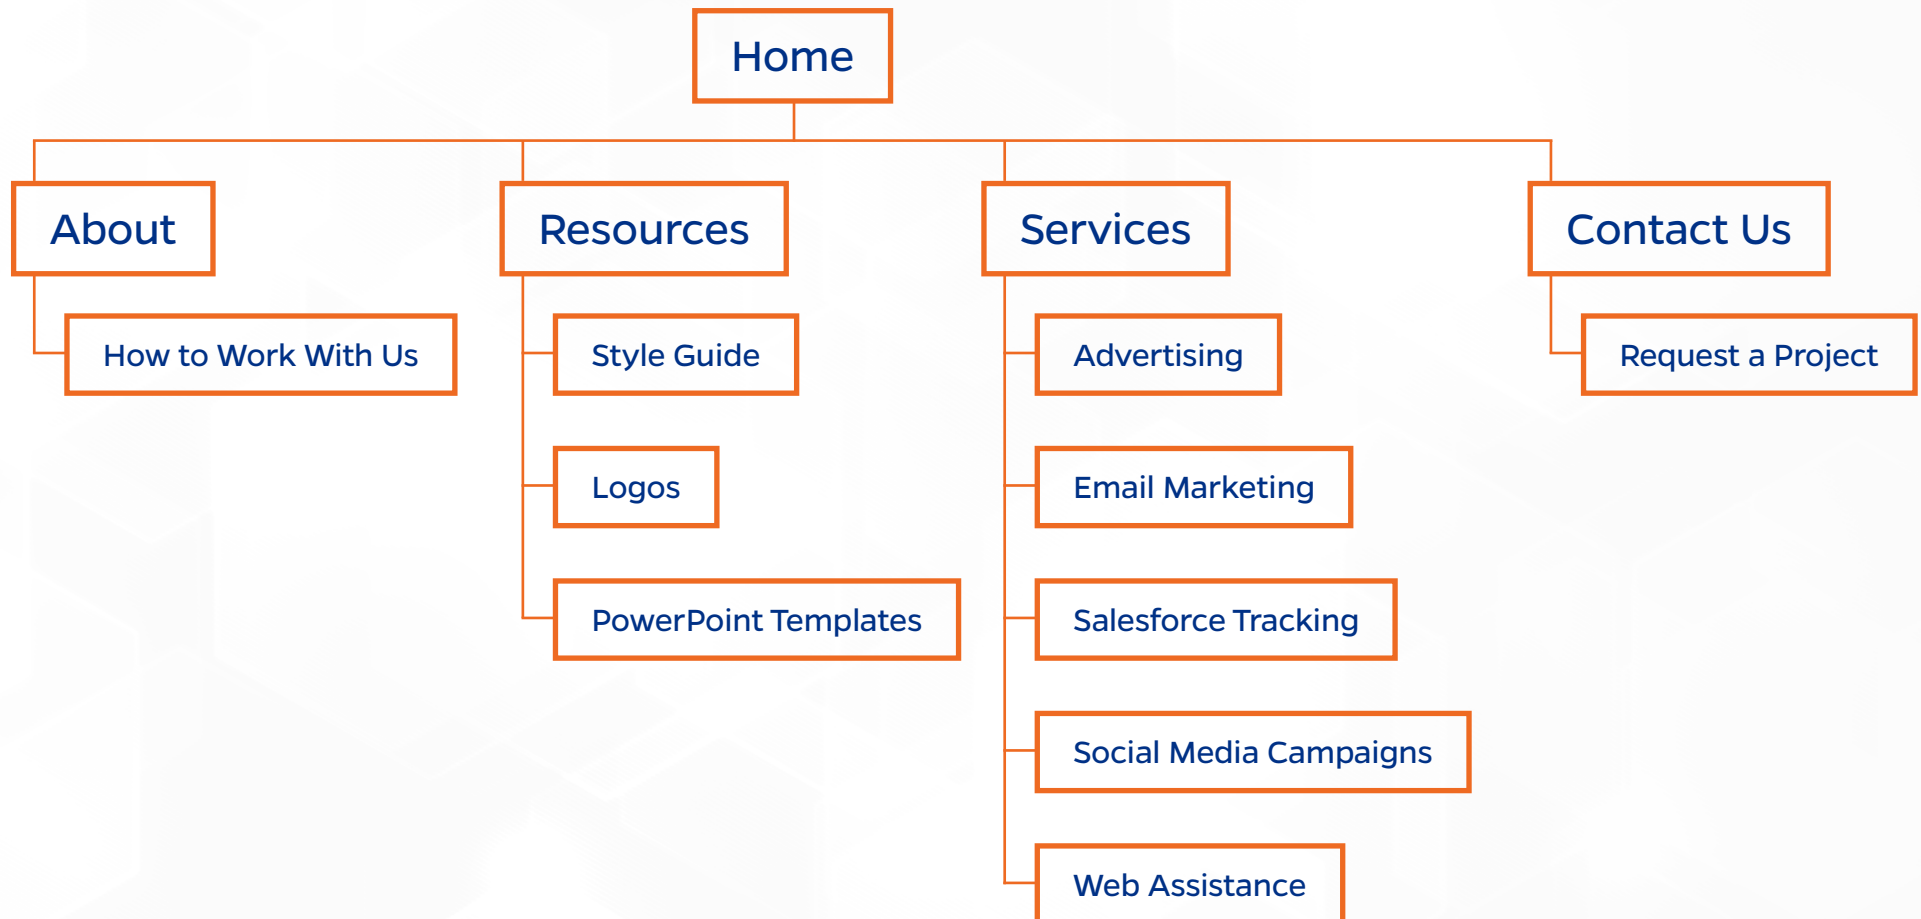 Home
About
How to Work With Us
Resources
Style Guide
Logos
PowerPoint Templates
Services
Advertising
Email Marketing
Salesforce Tracking
Social Media Campaigns
Web Assistance
Contact Us
Request a Project